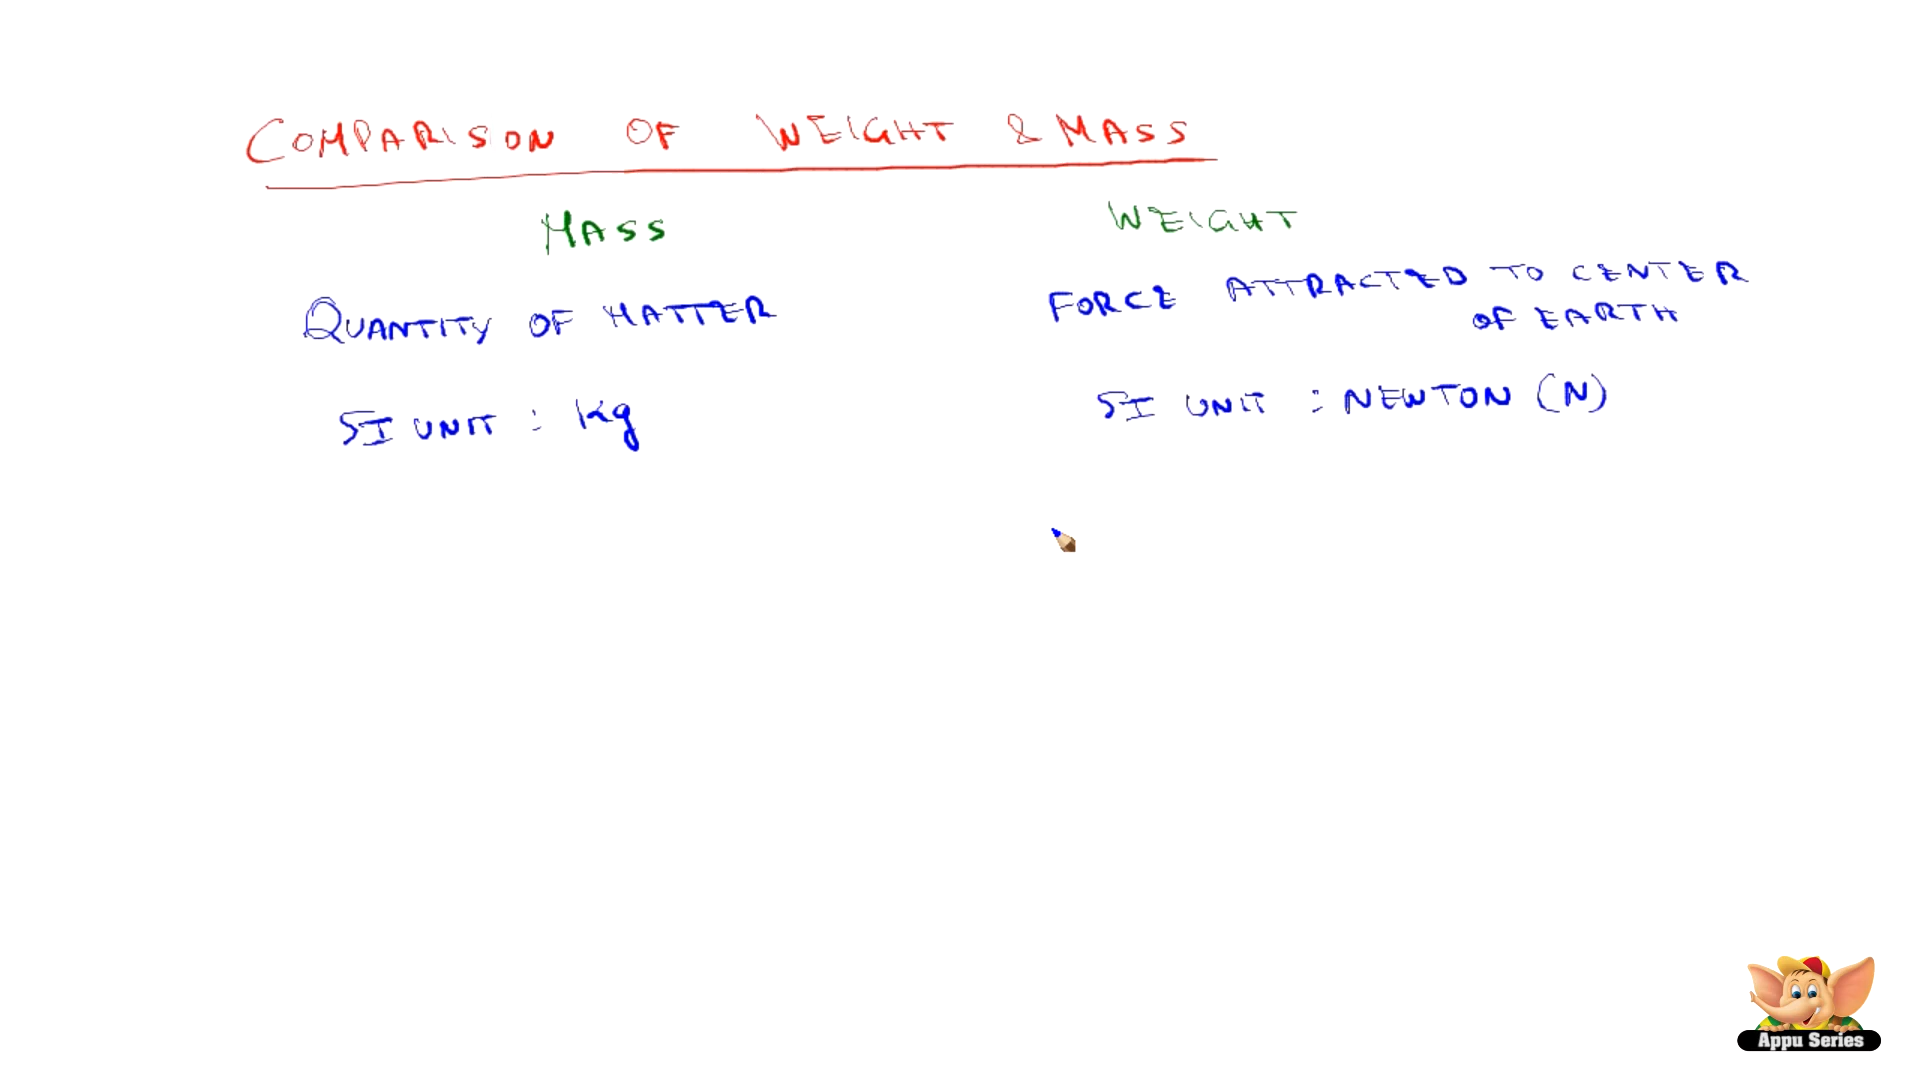 COMPARISON OF WEIGHT & MASS
MASS
WEIGHT
QUANTITY OF MATTER
FORCE ATTRACTED TO CENTER
OF EARTH
SI UNIT : kg
SI UNIT : NEWTON (N)
Appu Series